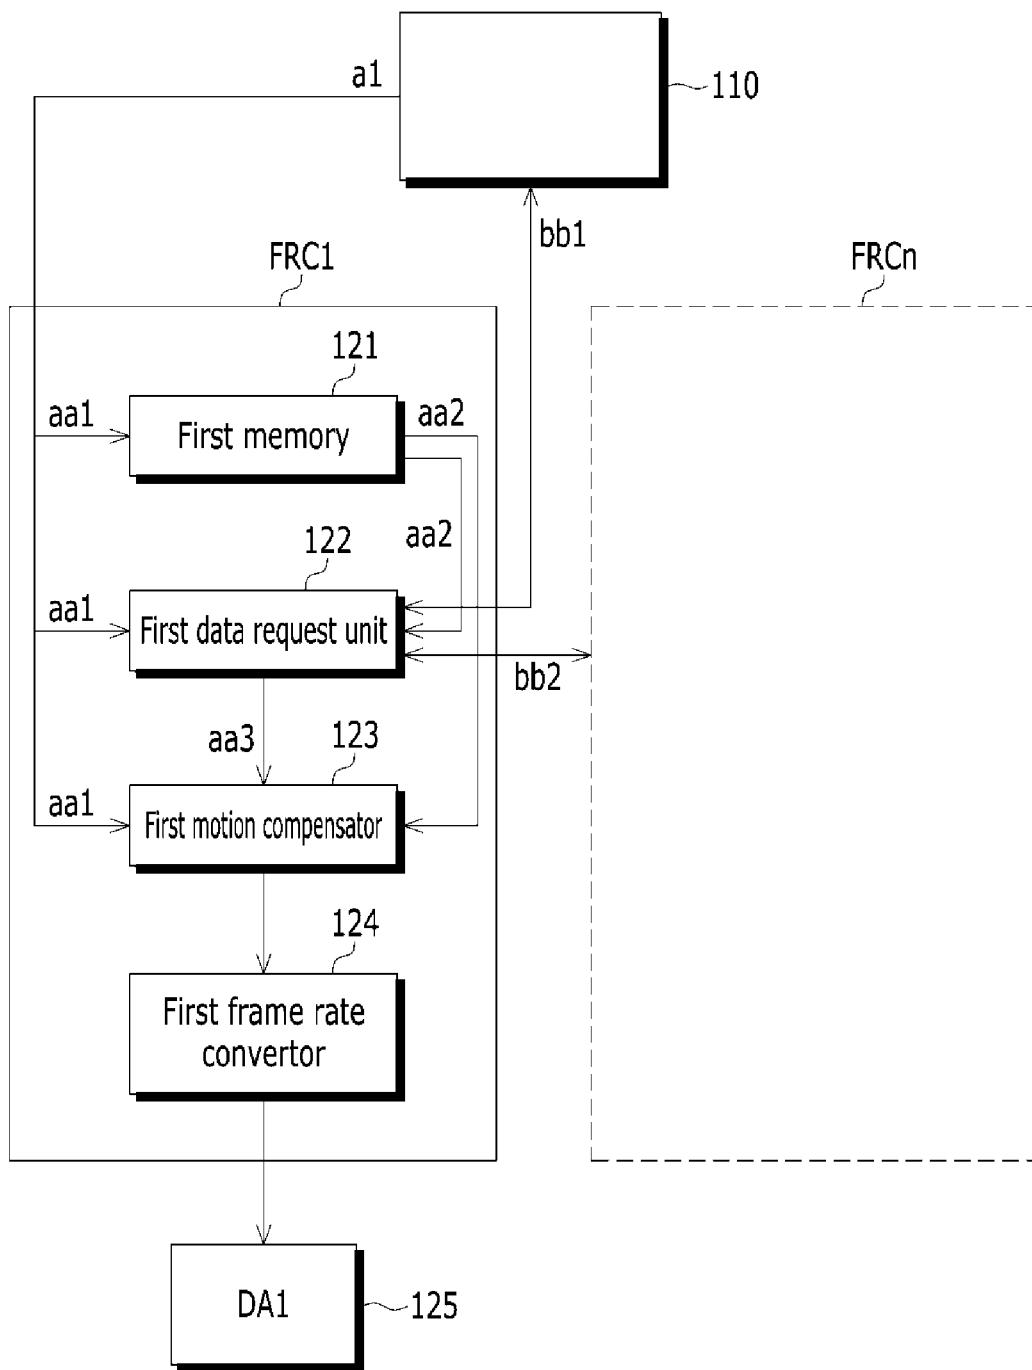 a1
110
bb1
FRC1
FRCn
121
aa1
First memory
aa2
aa2
122
aa1
First data request unit
bb2
aa3
123
aa1
First motion compensator
124
First frame rate
convertor
DA1
125